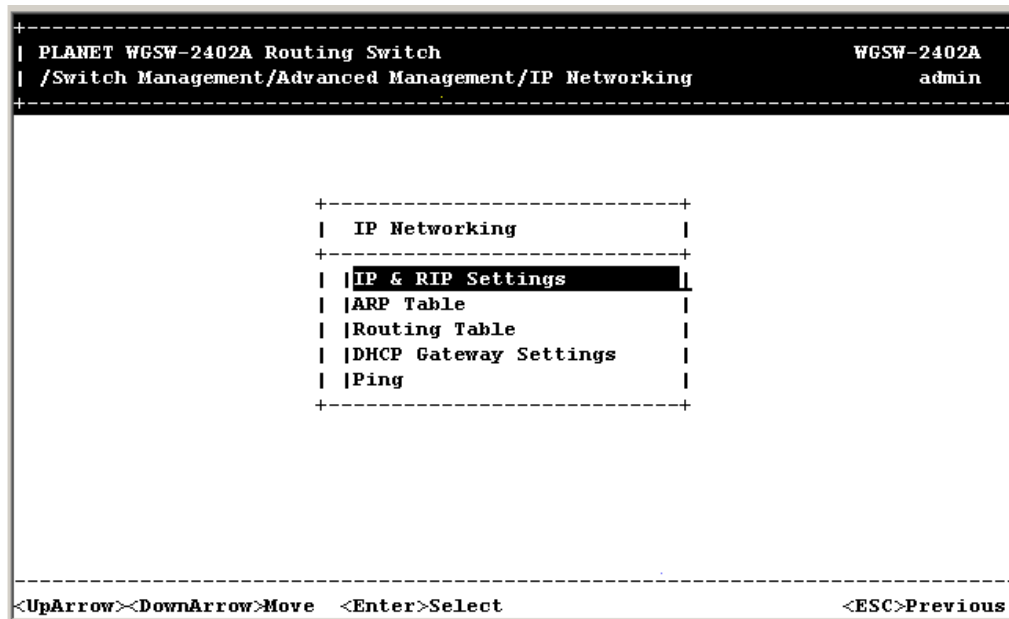 PLANET WGSW-2402A Routing Switch WGSW-2402A
/Switch Management/Advanced Management/IP Networking admin
IP Networking
IP & RIP Settings
ARP Table
Routing Table
DHCP Gateway Settings
Ping
<UpArrow><DownArrow>Move <Enter>Select <ESC>Previous